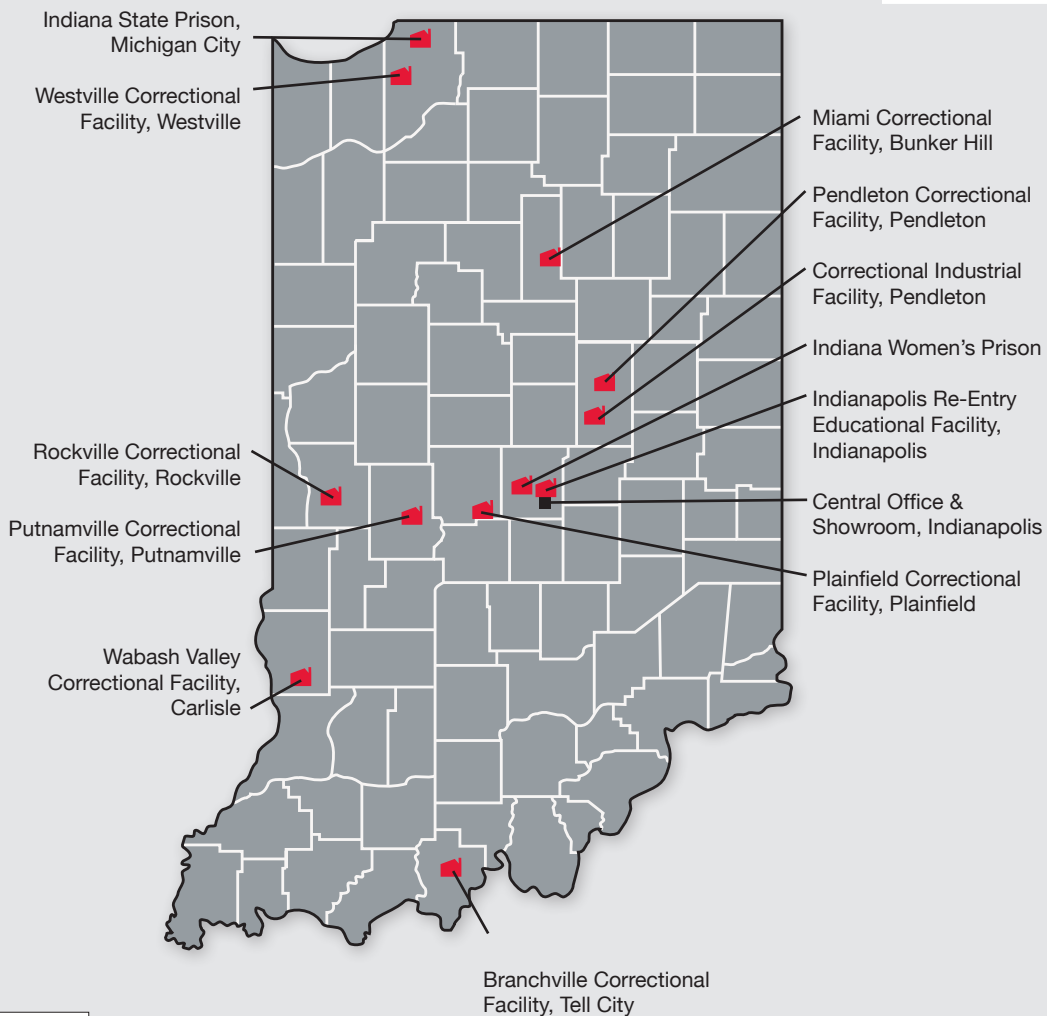 Indiana State Prison,
Michigan City
Westville Correctional
Facility, Westville
Miami Correctional
Facility, Bunker Hill
Pendleton Correctional
Facility, Pendleton
Correctional Industrial
Facility, Pendleton
Indiana Women’s Prison
Indianapolis Re-Entry
Educational Facility,
Indianapolis
Central Office &
Showroom, Indianapolis
Plainfield Correctional
Facility, Plainfield
Rockville Correctional
Facility, Rockville
Putnamville Correctional
Facility, Putnamville
Wabash Valley
Correctional Facility,
Carlisle
Branchville Correctional
Facility, Tell City